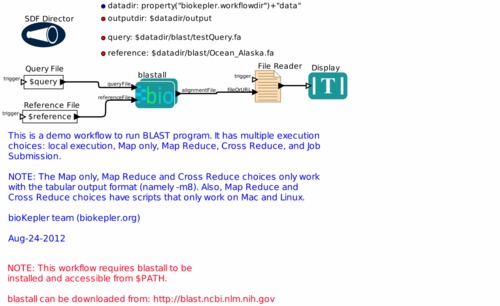 datadir: property("biokepler.workflowdir")+"data"
SDF Director
outputdir: $datadir/output
query: $datadir/blast/testQuery.fa
reference: $datadir/blast/Ocean_Alaska.fa
Query File
blastall
File Reader
Display
trigger
$query
queryFile
trigger
bio
alignmentFile
fileOrURL
T
Reference File
referenceFile
trigger
$reference
This is a demo workflow to run BLAST program. It has multiple execution
choices: local execution, Map only, Map Reduce, Cross Reduce, and Job
Submission.
NOTE: The Map only, Map Reduce and Cross Reduce choices only work
with the tabular output format (namely -m8). Also, Map Reduce and
Cross Reduce choices have scripts that only work on Mac and Linux.
bioKepler team (biokepler.org)
Aug-24-2012
NOTE: This workflow requires blastall to be
installed and accessible from $PATH.
blastall can be downloaded from: http://blast.ncbi.nlm.nih.gov